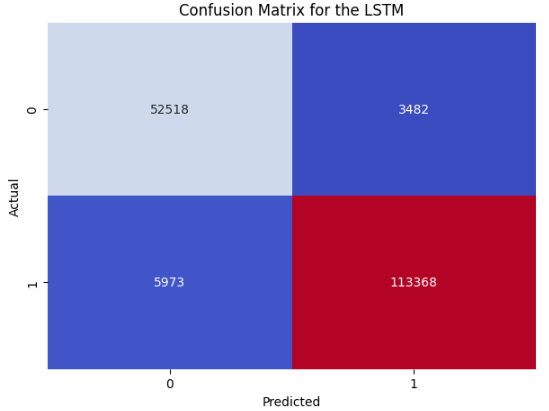 Confusion Matrix for the LSTM
Actual
0
52518
3482
1
5973
113368
0
1
Predicted